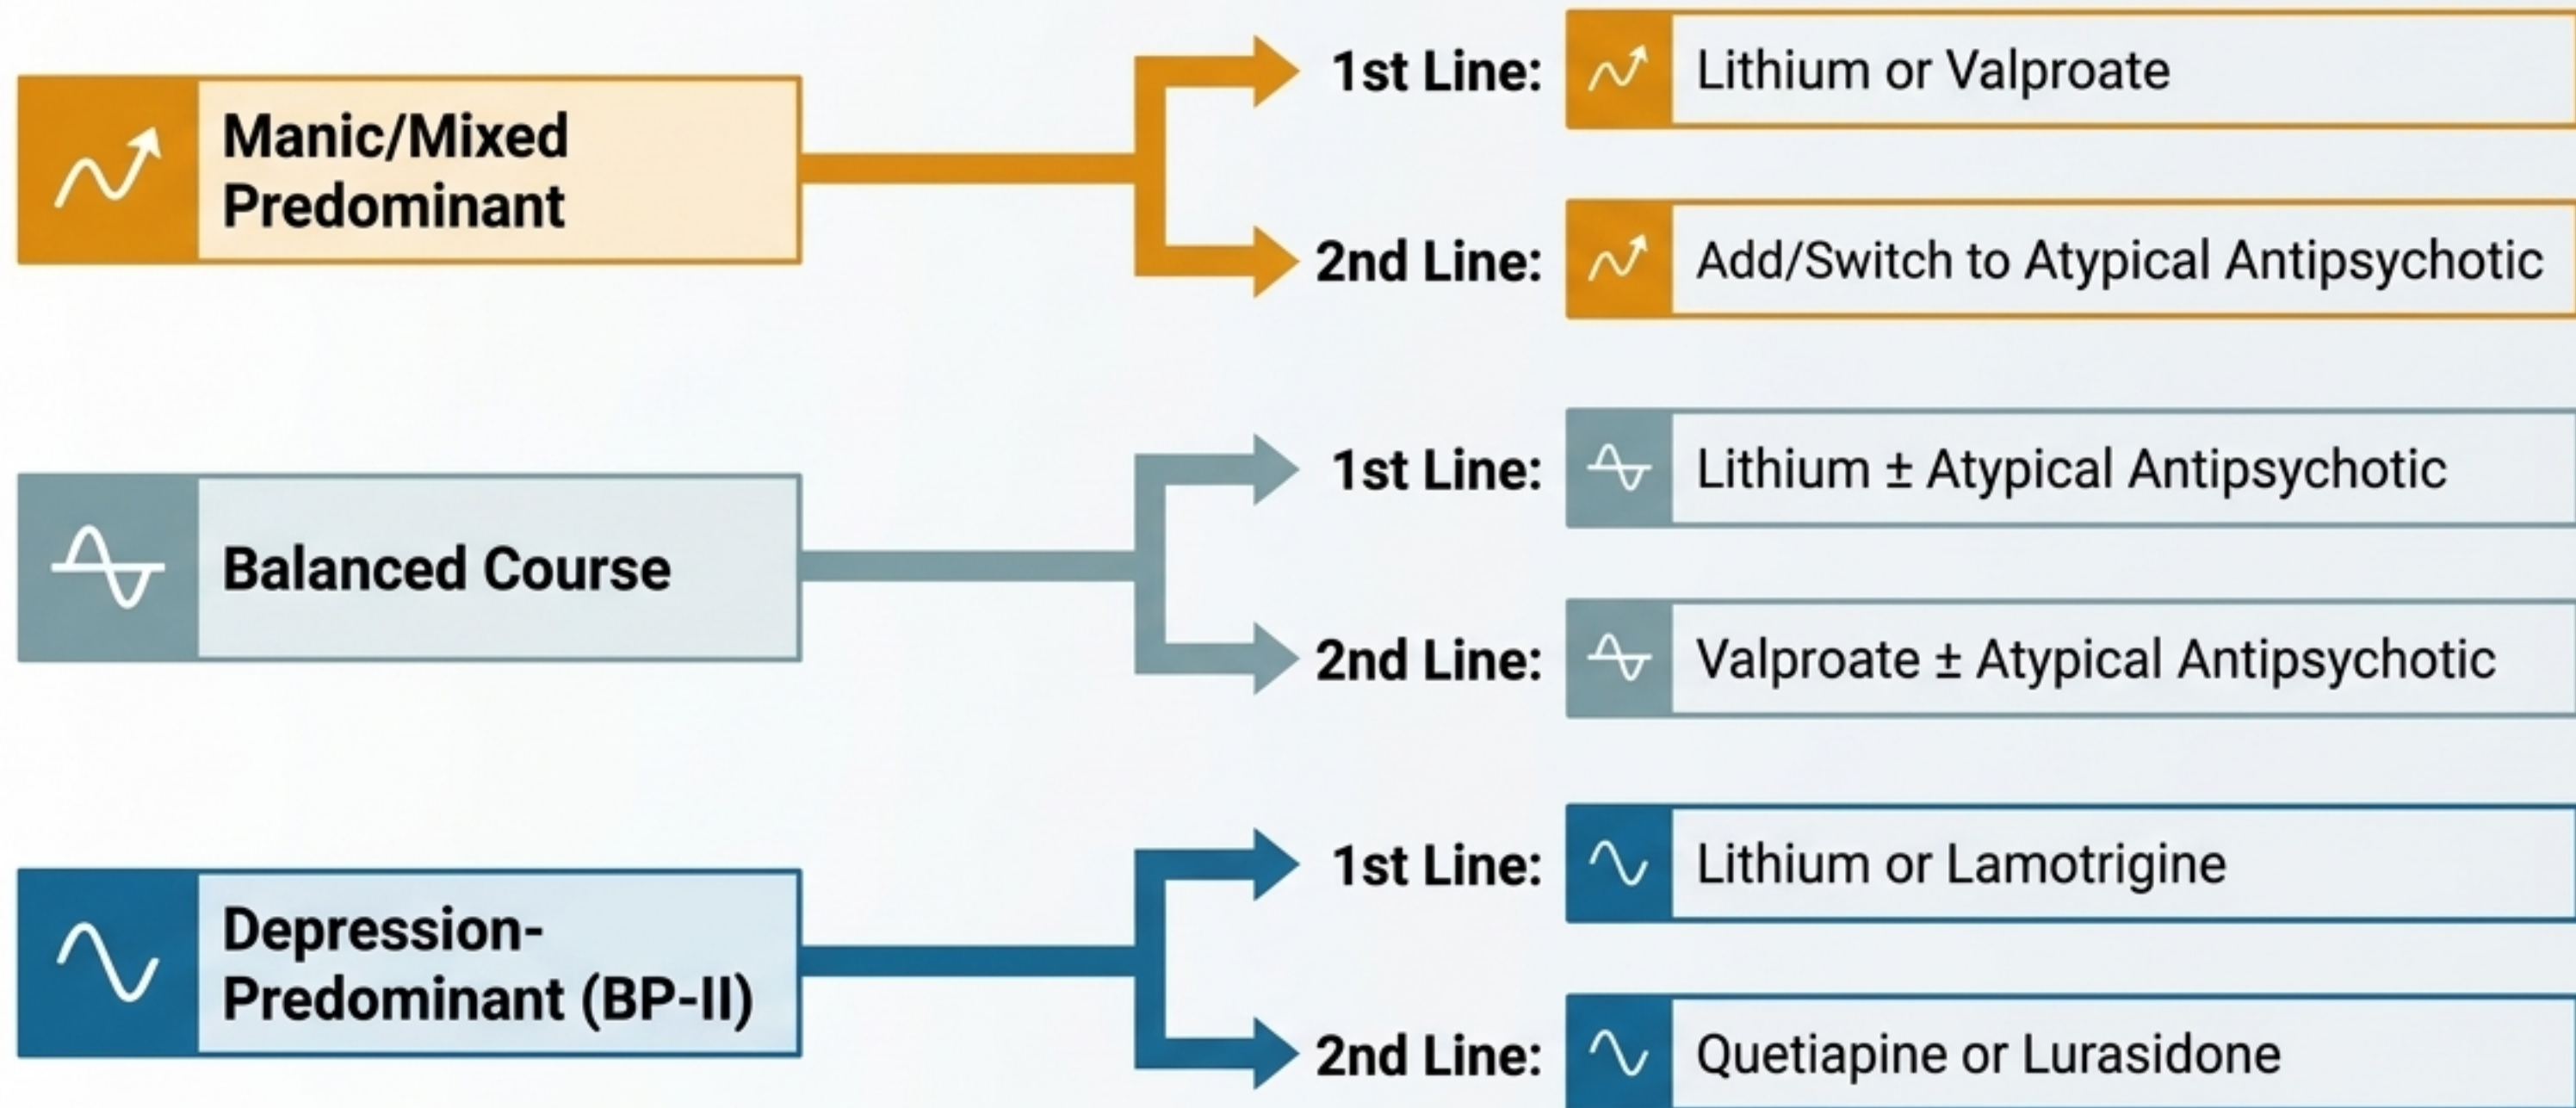 Manic/Mixed
Predominant
1st Line: Lithium or Valproate
2nd Line: Add/Switch to Atypical Antipsychotic
Balanced Course
1st Line: Lithium ± Atypical Antipsychotic
2nd Line: Valproate ± Atypical Antipsychotic
Depression-
Predominant (BP-II)
1st Line: Lithium or Lamotrigine
2nd Line: Quetiapine or Lurasidone